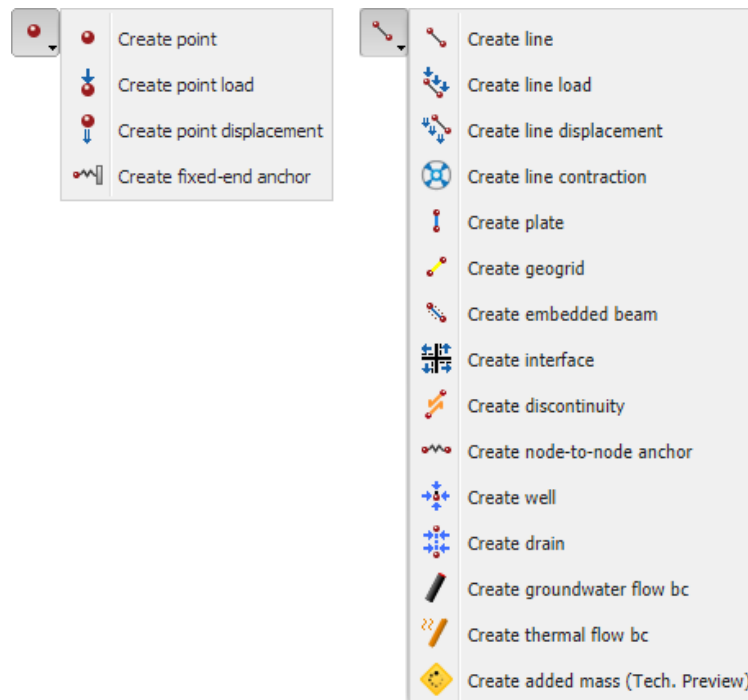 Create point
Create point load
Create point displacement
Create fixed-end anchor
Create line
Create line load
Create line displacement
Create line contraction
Create plate
Create geogrid
Create embedded beam
Create interface
Create discontinuity
Create node-to-node anchor
Create well
Create drain
Create groundwater flow bc
Create thermal flow bc
Create added mass (Tech. Preview)